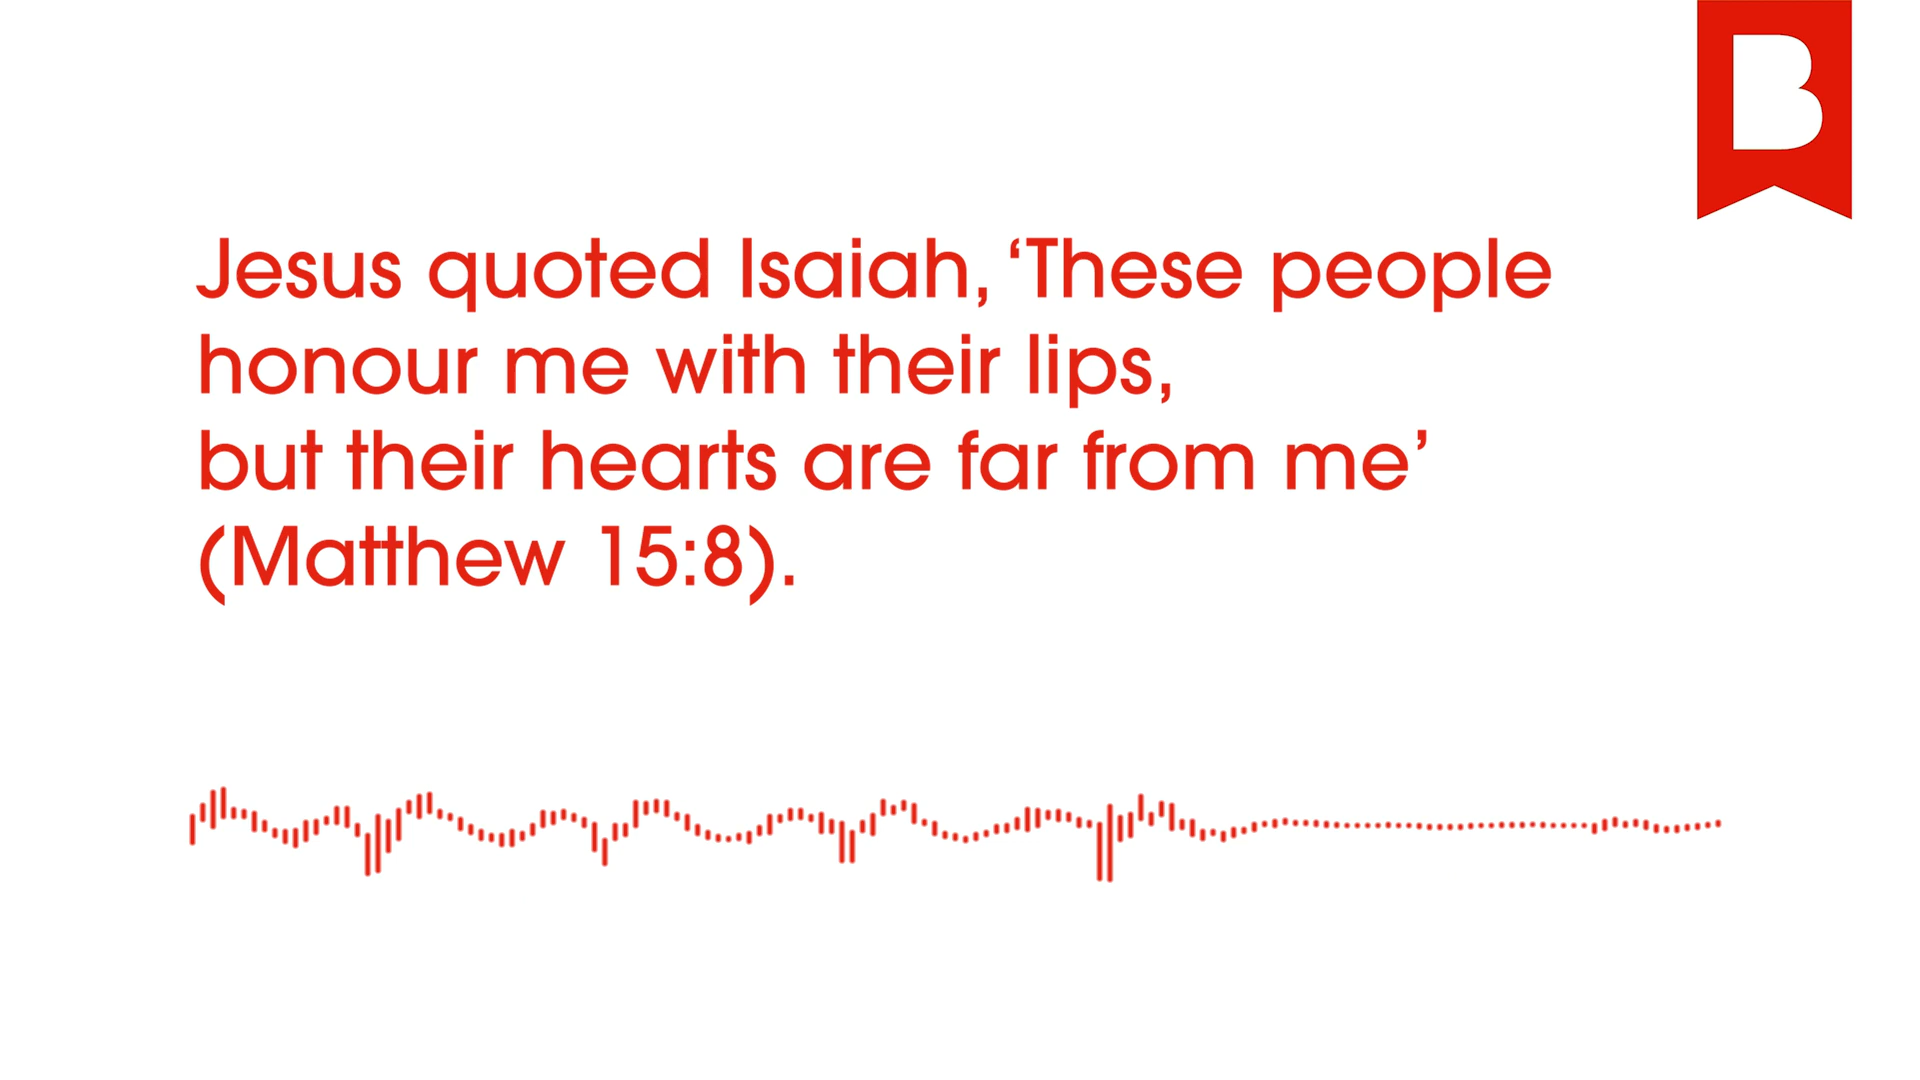 B
Jesus quoted Isaiah, ‘These people
honour me with their lips,
but their hearts are far from me’
(Matthew 15:8).